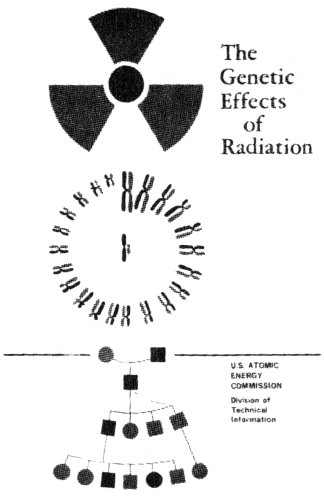 The
Genetic
Effects
of
Radiation
U.S. ATOMIC
ENERGY
COMMISSION
Division of
Technical
Information